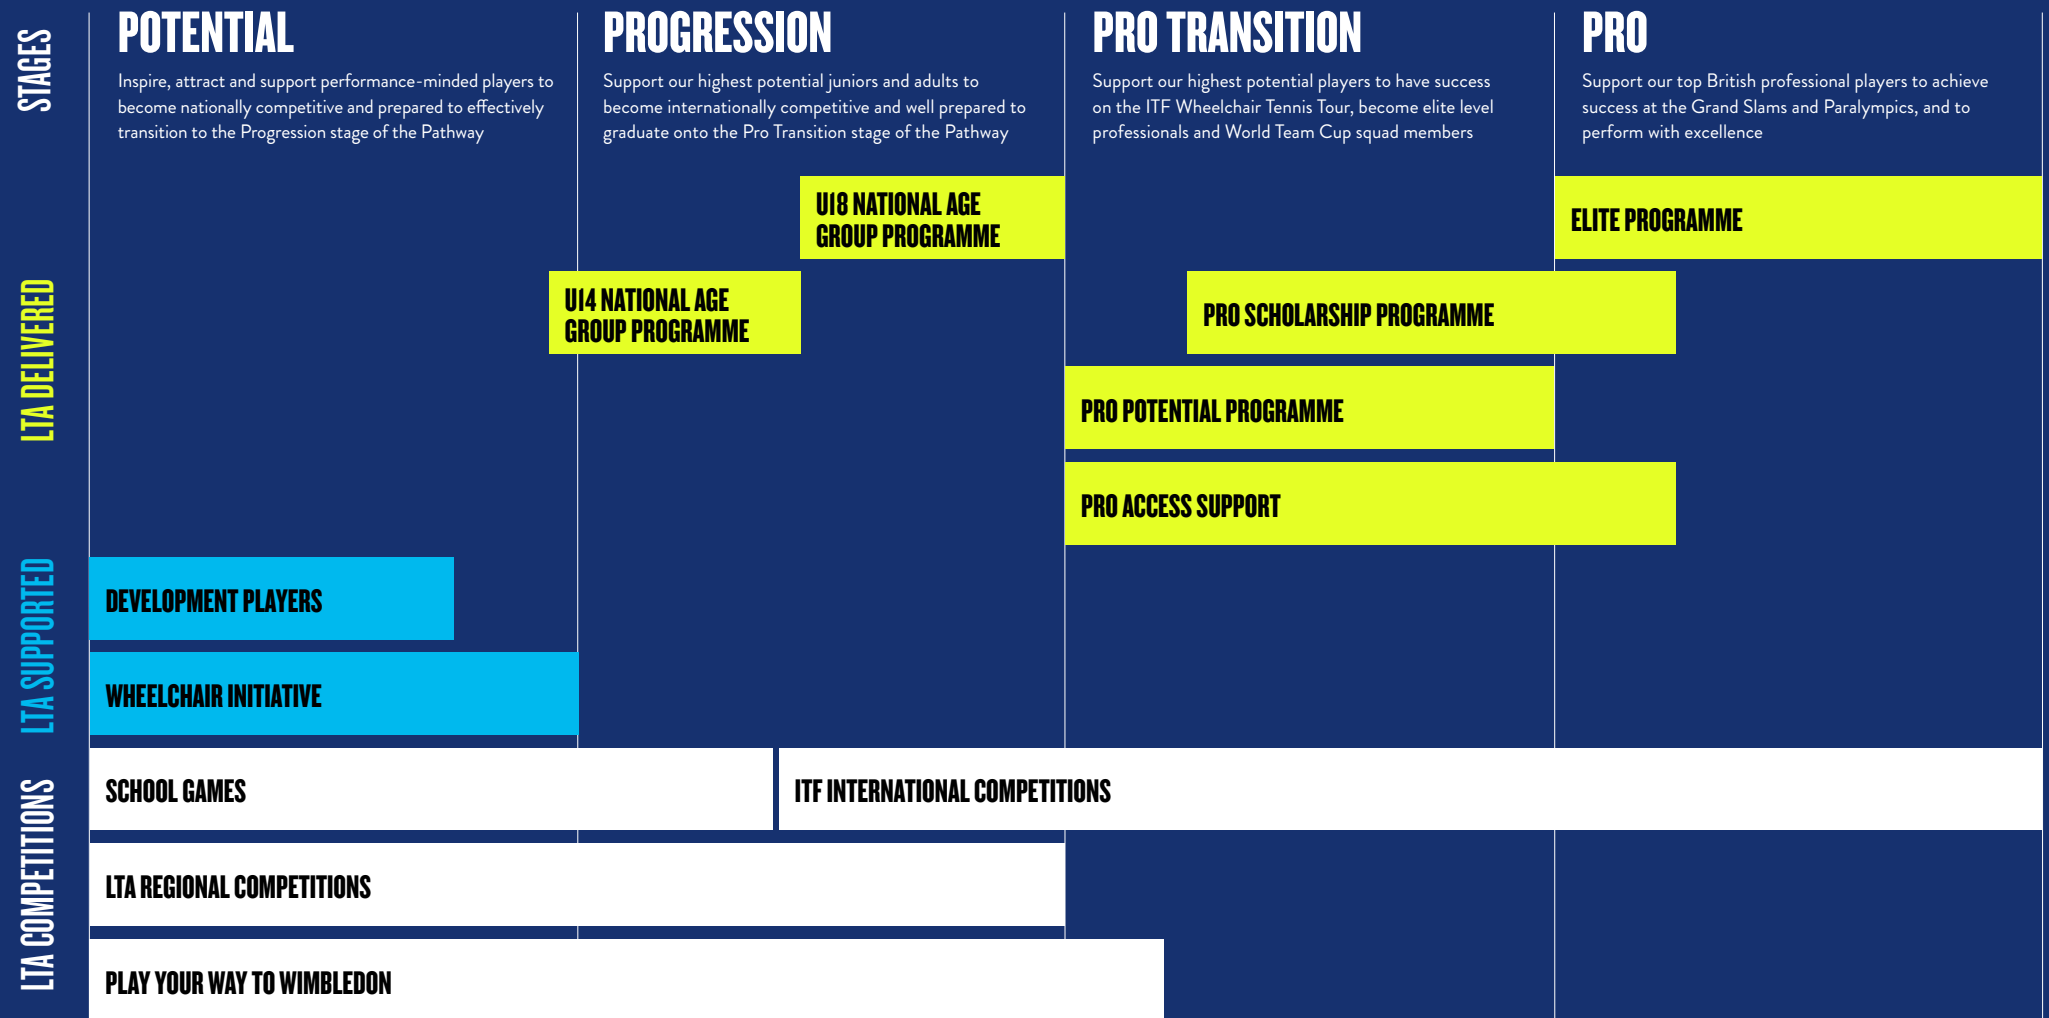 STAGES
POTENTIAL
Inspire, attract and support performance-minded players to
become nationally competitive and prepared to effectively
transition to the Progression stage of the Pathway
PROGRESSION
Support our highest potential juniors and adults to
become internationally competitive and well prepared to
graduate onto the Pro Transition stage of the Pathway
PRO TRANSITION
Support our highest potential players to have success
on the ITF Wheelchair Tennis Tour, become elite level
professionals and World Team Cup squad members
PRO
Support our top British professional players to achieve
success at the Grand Slams and Paralympics, and to
perform with excellence
LTA DELIVERED
U18 NATIONAL AGE
GROUP PROGRAMME
ELITE PROGRAMME
U14 NATIONAL AGE
GROUP PROGRAMME
PRO SCHOLARSHIP PROGRAMME
PRO POTENTIAL PROGRAMME
PRO ACCESS SUPPORT
LTA SUPPORTED
DEVELOPMENT PLAYERS
WHEELCHAIR INITIATIVE
LTA COMPETITIONS
SCHOOL GAMES
ITF INTERNATIONAL COMPETITIONS
LTA REGIONAL COMPETITIONS
PLAY YOUR WAY TO WIMBLEDON